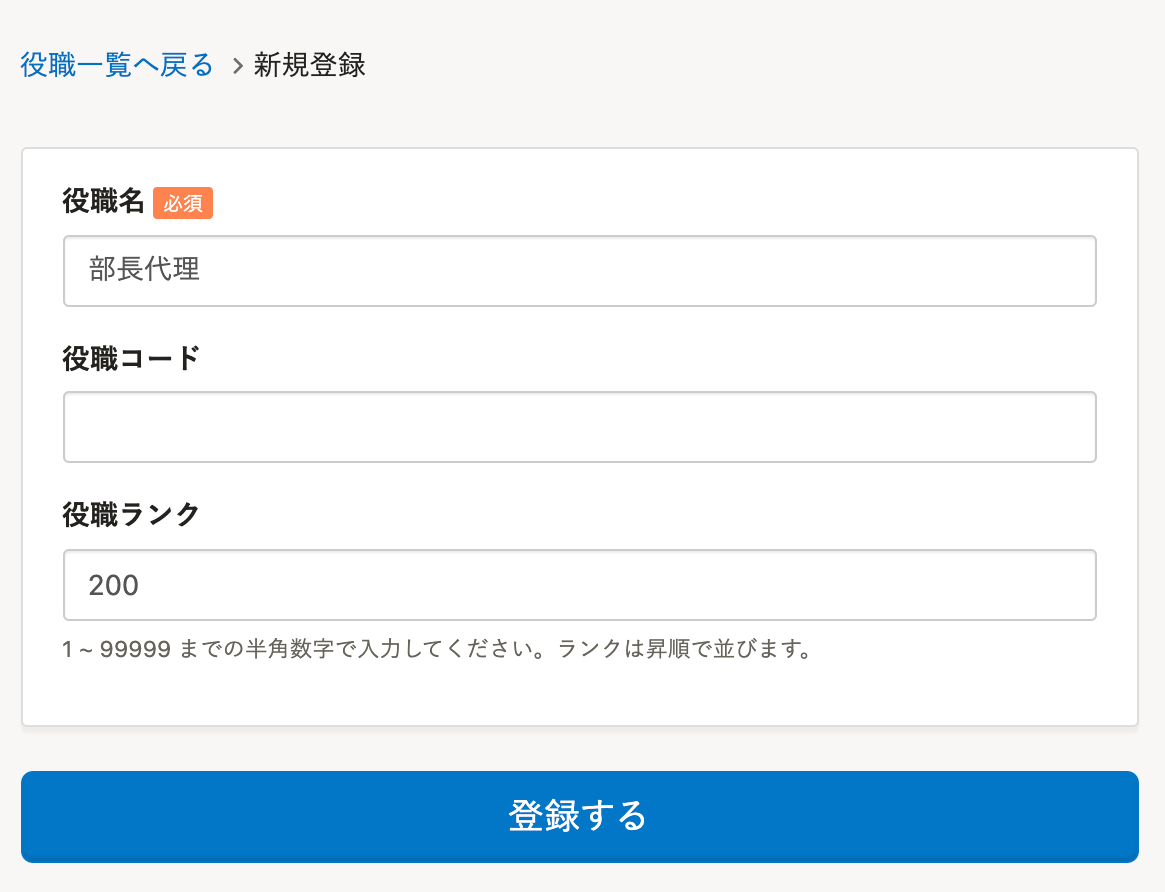 役職一覧へ戻る > 新規登録
役職名 必須
部長代理
役職コード
役職ランク
200
1 ~ 99999 までの半角数字で入力してください。ランクは昇順で並びます。
登録する